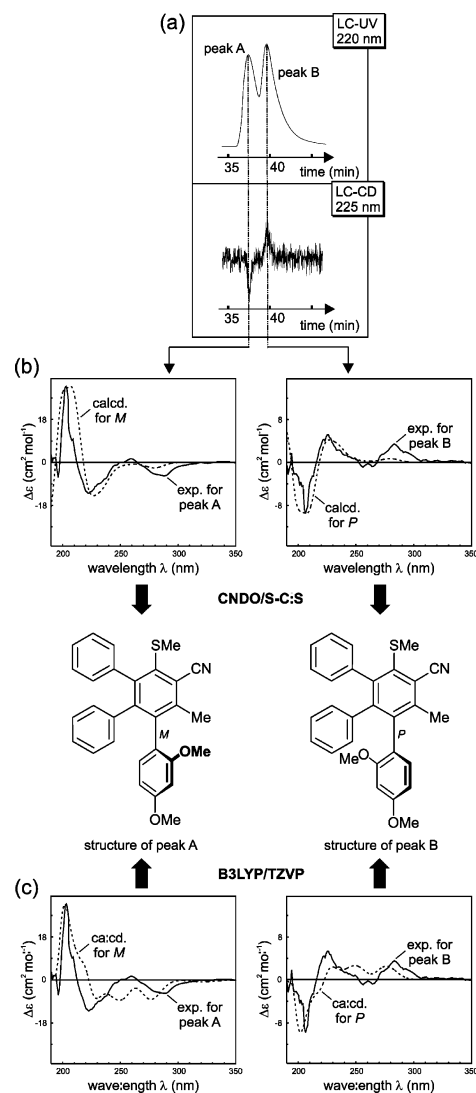 (a)
LC-UV
220 nm
peak A
peak B
35
40
time (min)
LC-CD
225 nm
35
40
time (min)
(b)
18
calcd.
for M
Δε (cm² mol⁻¹)
0
exp. for
peak A
-18
200
250
300
350
wavelength λ (nm)
8
exp. for
peak B
Δε (cm² mol⁻¹)
0
calcd.
for P
-8
200
250
300
350
wavelength λ (nm)
CNDO/S-C:S
SMe
CN
Me
M
OMe
OMe
structure of peak A
SMe
CN
Me
P
MeO
OMe
structure of peak B
B3LYP/TZVP
(c)
18
ca:cd.
for M
Δε (cm² mol⁻¹)
0
exp. for
peak A
-18
200
250
300
350
wave:ength λ (nm)
8
exp. for
peak B
Δε (cm² mol⁻¹)
0
ca:cd.
for P
-8
200
250
300
350
wave:ength λ (nm)